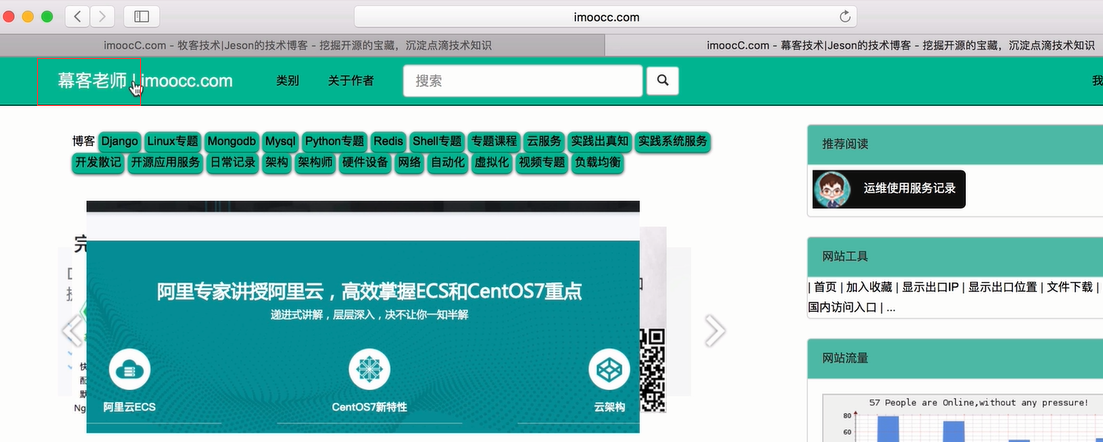 imoocc.com
imoocC.com - 牧客技术|Jeson的技术博客 - 挖掘开源的宝藏，沉淀点滴技术知识
imoocC.com - 幕客技术|Jeson的技术博客 - 挖掘开源的宝藏，沉淀点滴技术知识
幕客老师 | imoocc.com 类别 关于作者 搜索 我
博客 Django Linux专题 Mongodb Mysql Python专题 Redis Shell专题 专题课程 云服务 实践出真知 实践系统服务
开发散记 开源应用服务 日常记录 架构 架构师 硬件设备 网络 自动化 虚拟化 视频专题 负载均衡
完
阿里专家讲授阿里云，高效掌握ECS和CentOS7重点
递进式讲解，层层深入，决不让你一知半解
阿里云ECS CentOS7新特性 云架构
快
配
默
Ng
推荐阅读
运维使用服务记录
网站工具
| 首页 | 加入收藏 | 显示出口IP | 显示出口位置 | 文件下载 |
国内访问入口 | ...
网站流量
57 People are Online,without any pressure!
80
60